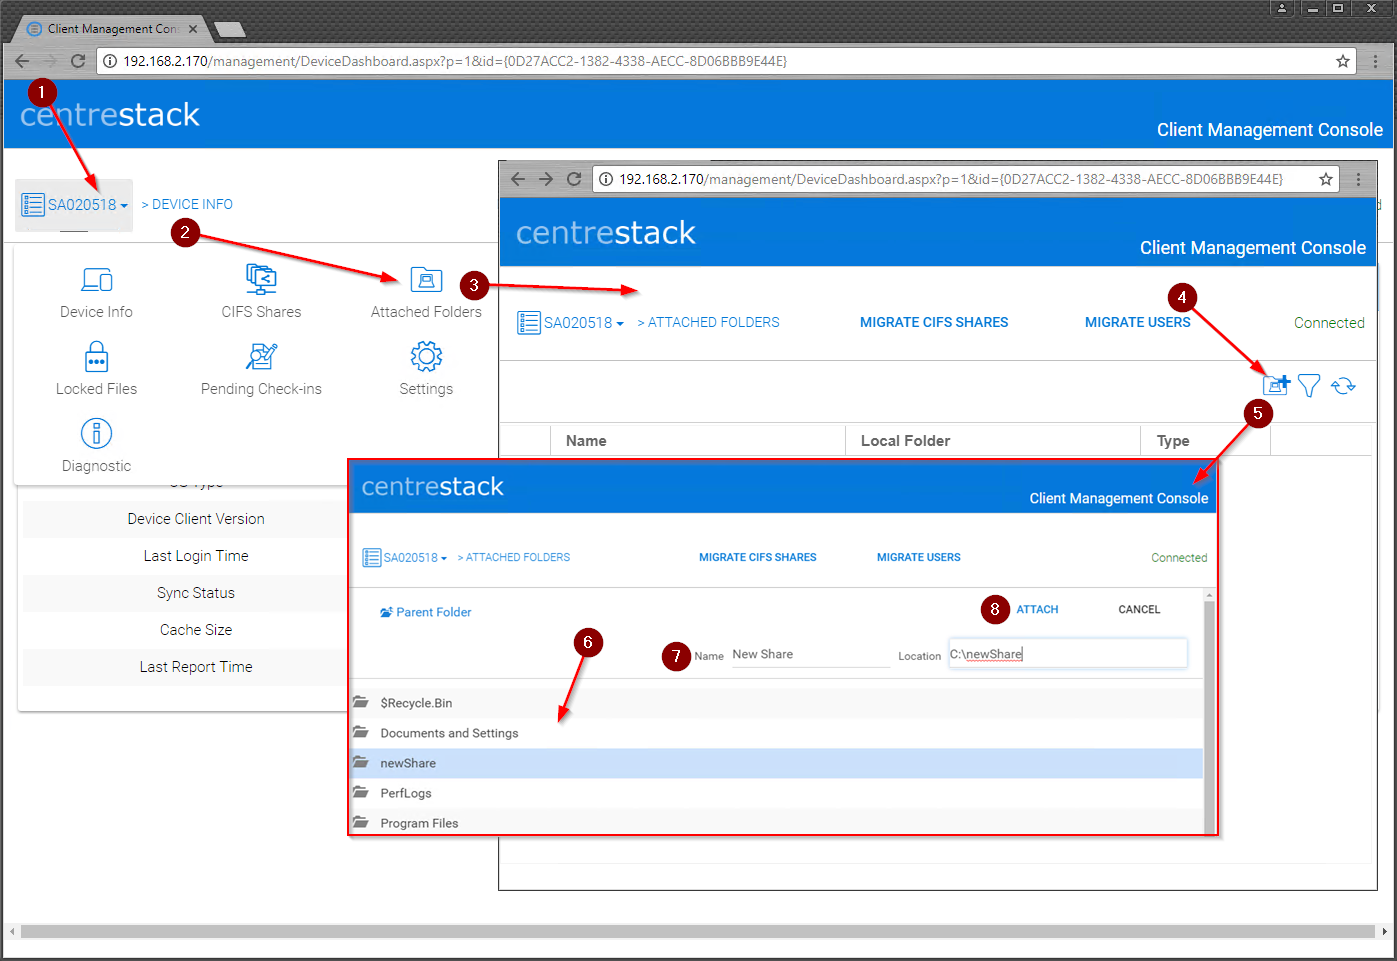 Client Management Con
192.168.2.170/management/DeviceDashboard.aspx?p=1&id={0D27ACC2-1382-4338-AECC-8D06BBB9E44E}
1
centrestack
Client Management Console
SA020518 > DEVICE INFO
2
Device Info CIFS Shares Attached Folders
Locked Files Pending Check-ins Settings
Diagnostic
Device Client Version
Last Login Time
Sync Status
Cache Size
Last Report Time
3
192.168.2.170/management/DeviceDashboard.aspx?p=1&id={0D27ACC2-1382-4338-AECC-8D06BBB9E44E}
centrestack
Client Management Console
4
SA020518 > ATTACHED FOLDERS MIGRATE CIFS SHARES MIGRATE USERS Connected
5
Name Local Folder Type
centrestack
Client Management Console
SA020518 > ATTACHED FOLDERS MIGRATE CIFS SHARES MIGRATE USERS Connected
Parent Folder 8 ATTACH CANCEL
6
7 Name New Share Location C:\newShare
$Recycle.Bin
Documents and Settings
newShare
PerfLogs
Program Files